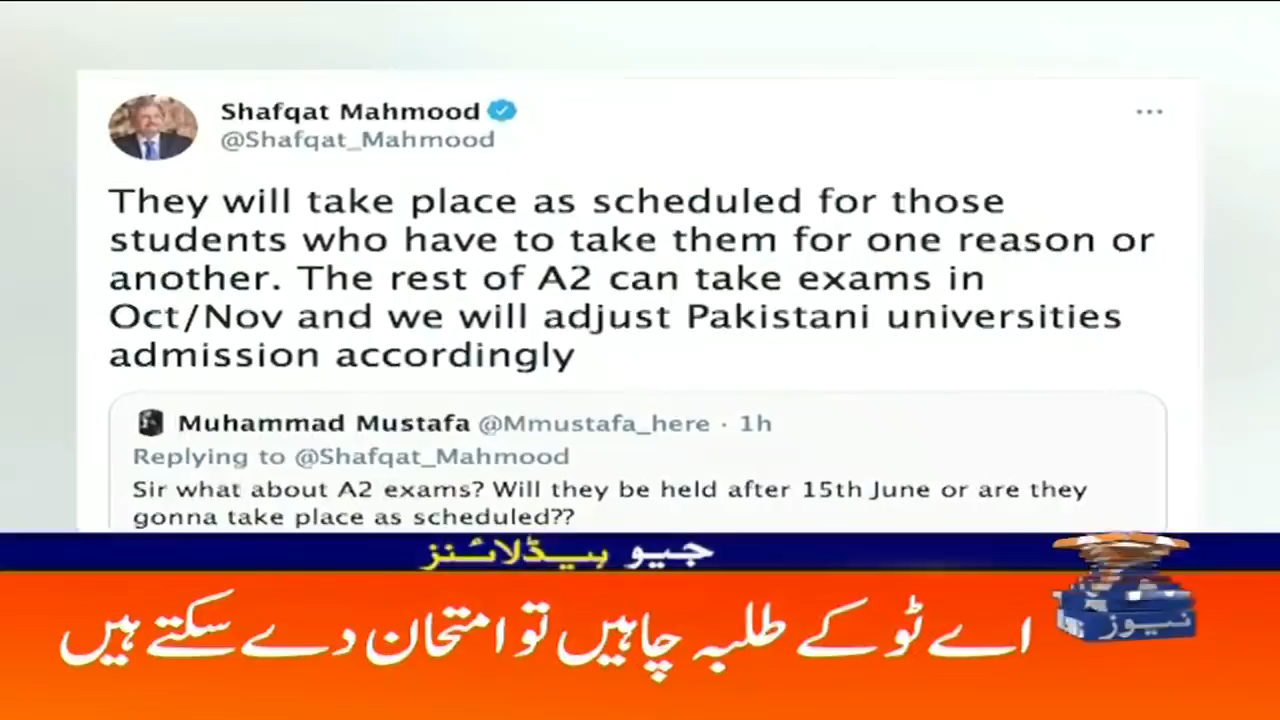 Shafqat Mahmood
@Shafqat_Mahmood
They will take place as scheduled for those
students who have to take them for one reason or
another. The rest of A2 can take exams in
Oct/Nov and we will adjust Pakistani universities
admission accordingly
Muhammad Mustafa @Mmustafa_here · 1h
Replying to @Shafqat_Mahmood
Sir what about A2 exams? Will they be held after 15th June or are they
gonna take place as scheduled??
جیو ہیڈلائنز
اے ٹو کے طلبہ چاہیں تو امتحان دے سکتے ہیں
نیوز